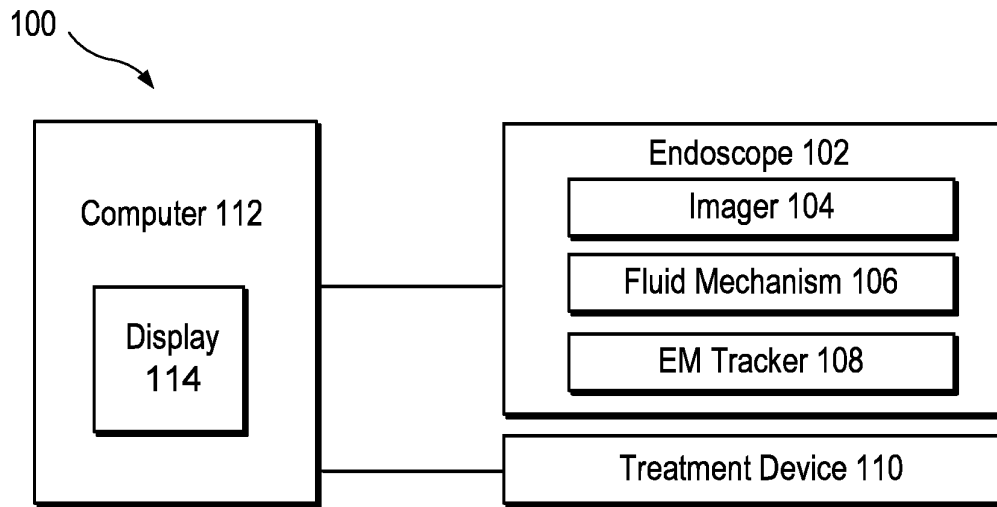 100
Computer 112
Display
114
Endoscope 102
Imager 104
Fluid Mechanism 106
EM Tracker 108
Treatment Device 110